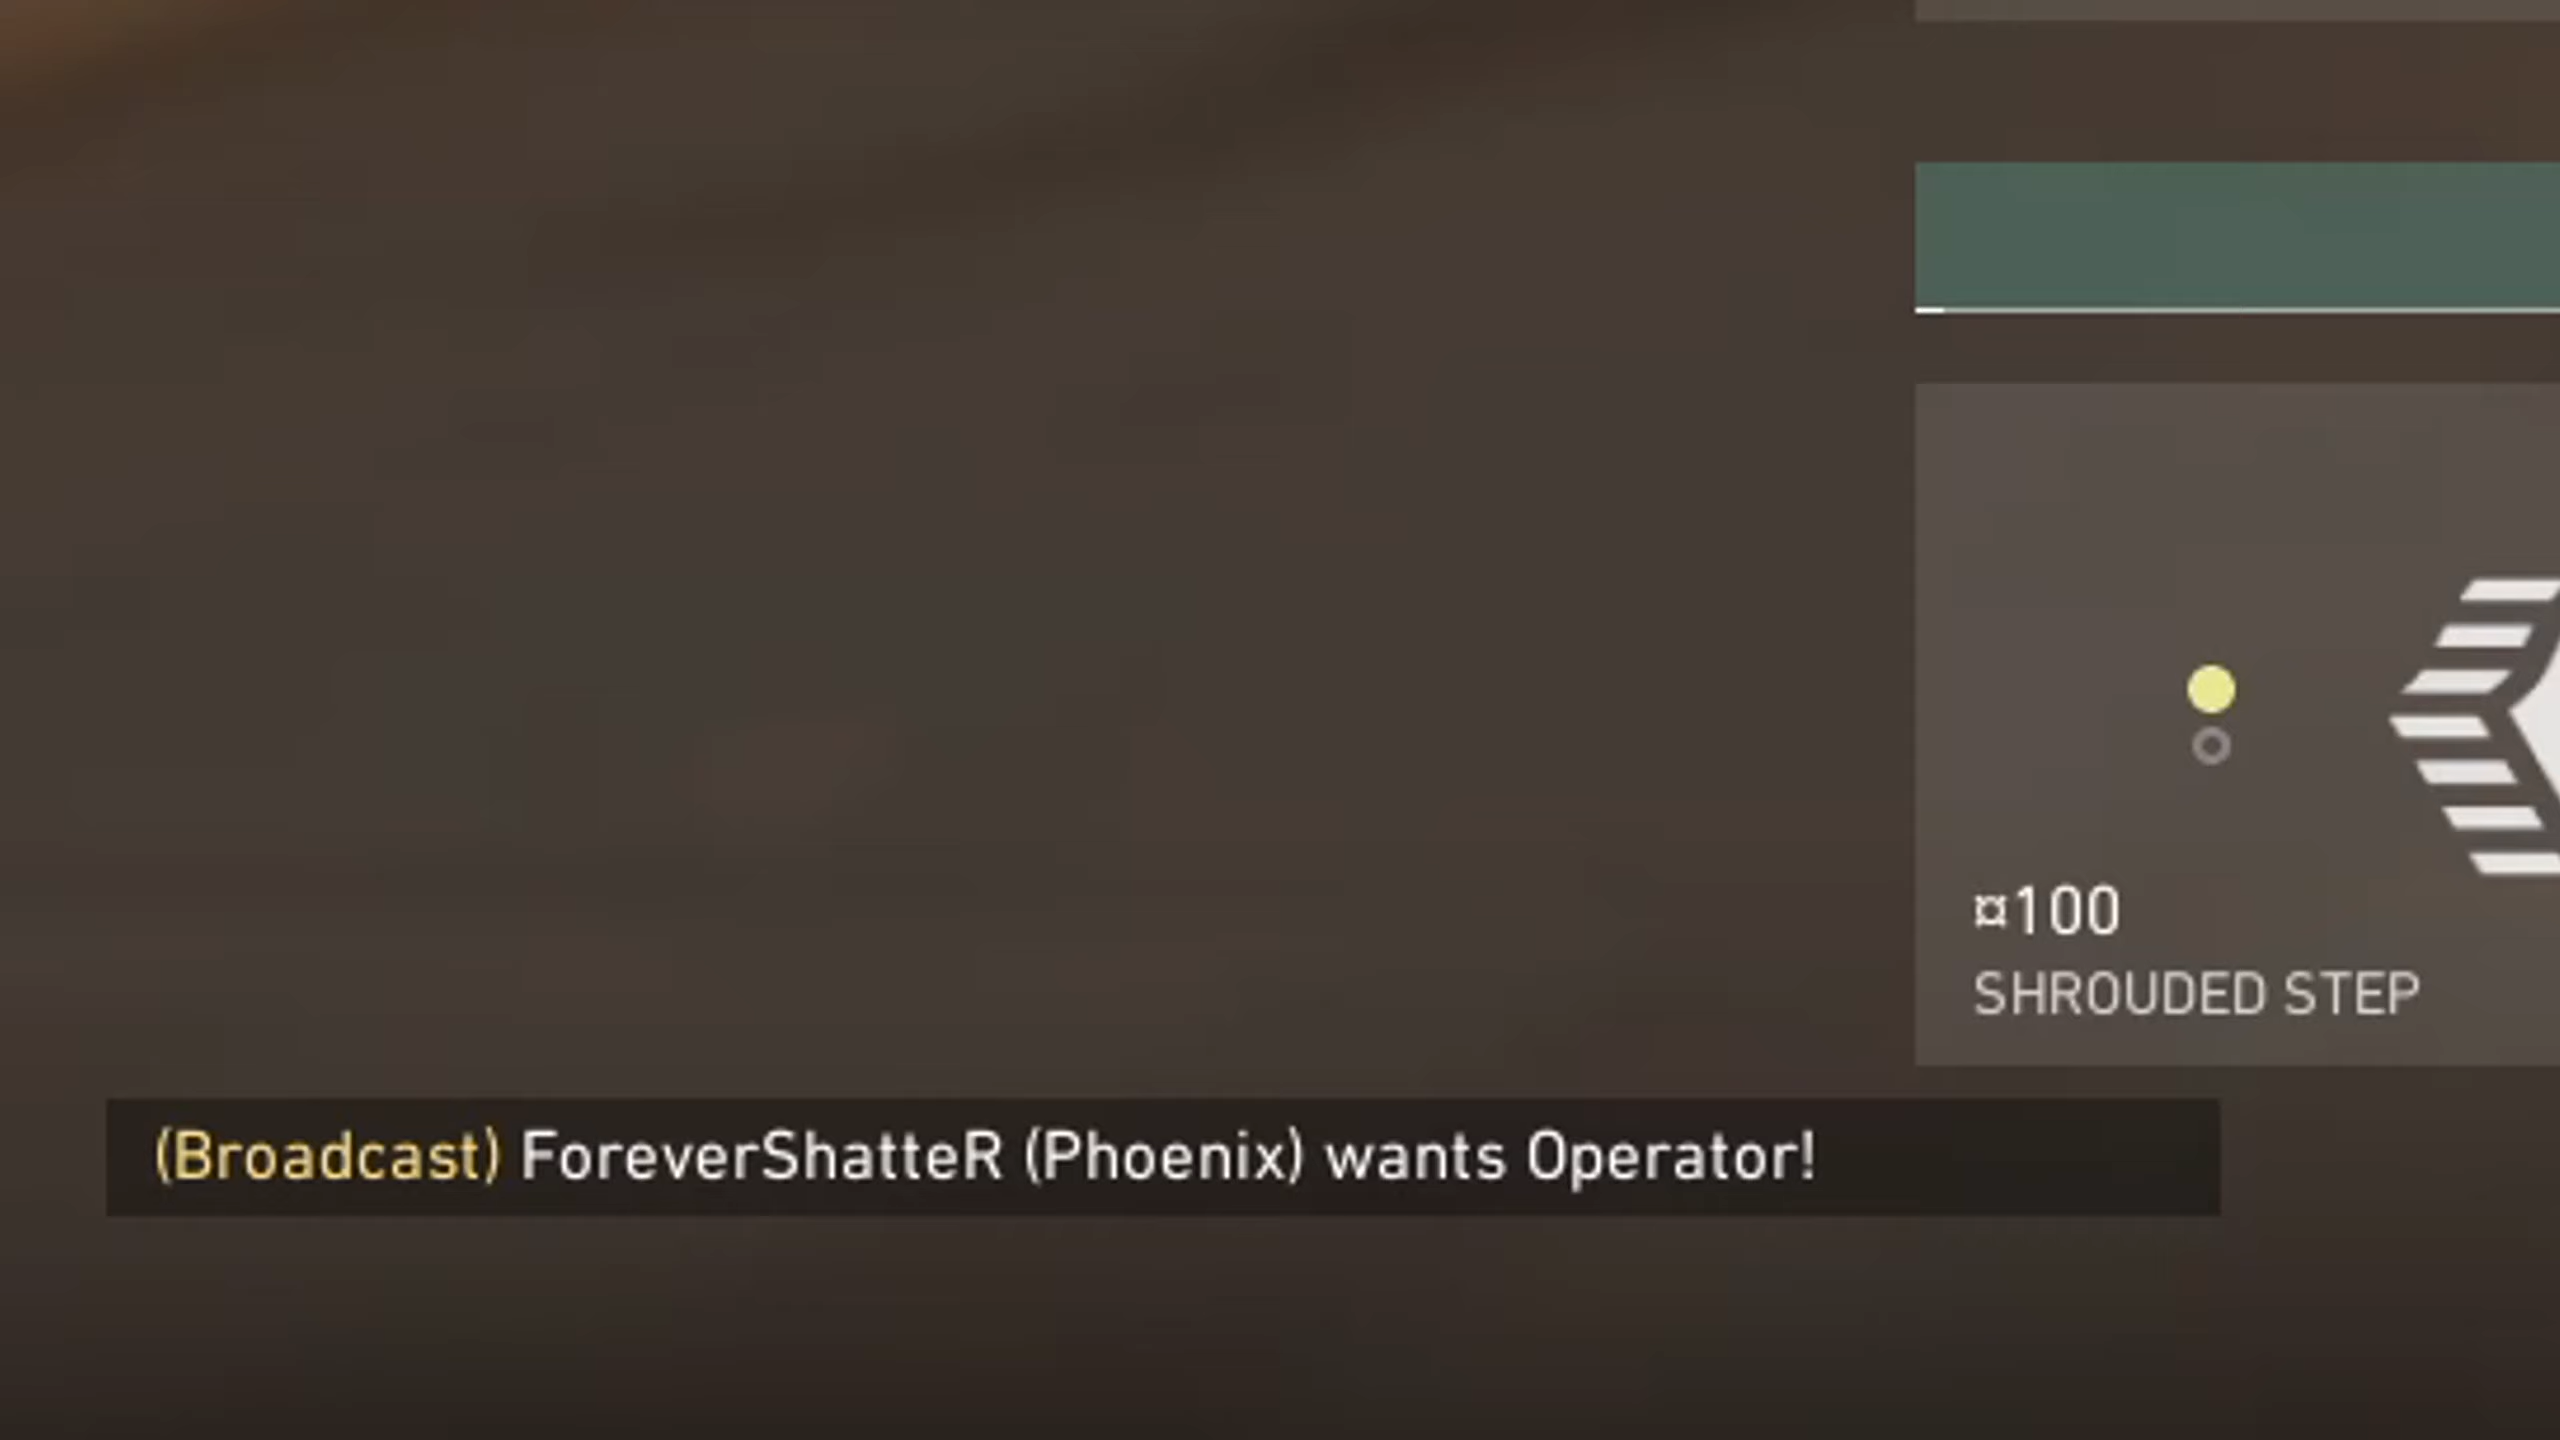 ¤100
SHROUDED STEP
(Broadcast) ForeverShatteR (Phoenix) wants Operator!